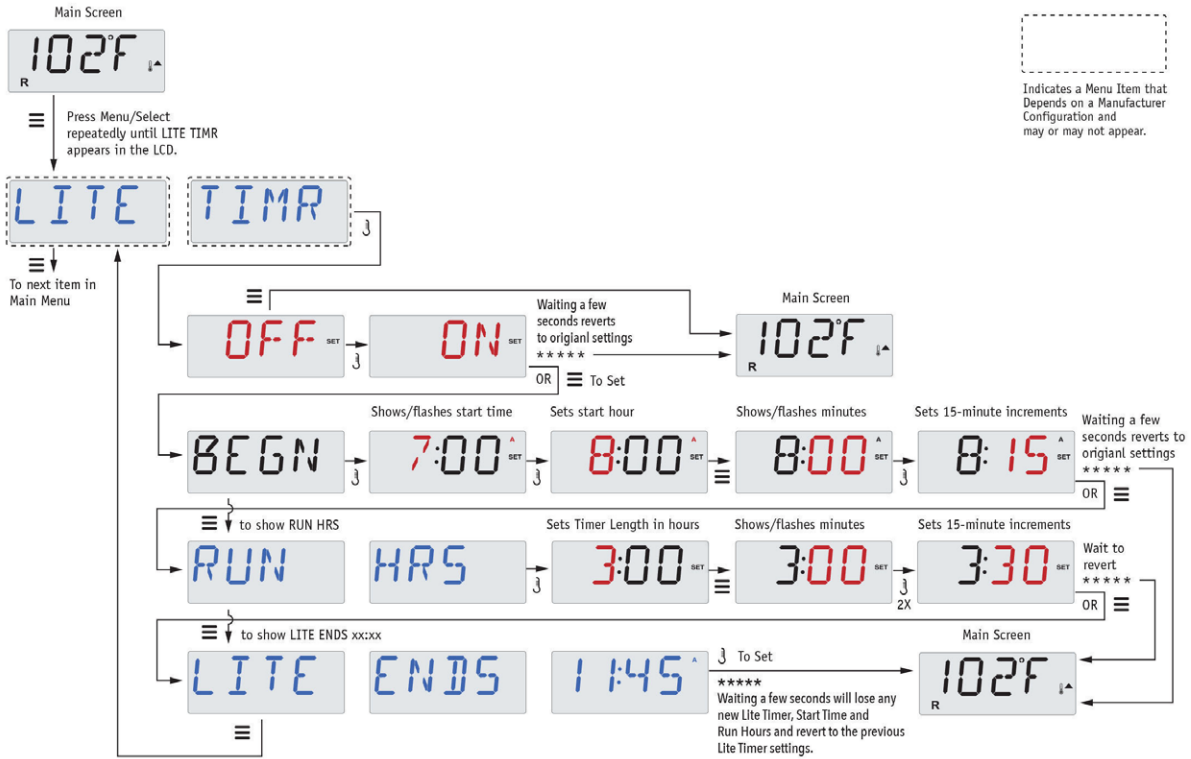 Main Screen
102°F
R
Indicates a Menu Item that
Depends on a Manufacturer
Configuration and
may or may not appear.
Press Menu/Select
repeatedly until LITE TIMR
appears in the LCD.
LITE TIMR
To next item in
Main Menu
OFF SET
ON SET
Waiting a few
seconds reverts
to origianl settings
*****
OR To Set
Main Screen
102°F
R
Shows/flashes start time
Sets start hour
Shows/flashes minutes
Sets 15-minute increments
BEGN
7:00 A SET
8:00 A SET
8:00 A SET
8:15 A SET
Waiting a few
seconds reverts to
origianl settings
*****
OR
to show RUN HRS
Sets Timer Length in hours
Shows/flashes minutes
Sets 15-minute increments
RUN HRS
3:00 SET
3:00 SET
2X
3:30 SET
Wait to
revert
*****
OR
to show LITE ENDS xx:xx
LITE ENDS 11:45 A
To Set
*****
Waiting a few seconds will lose any
new Lite Timer, Start Time and
Run Hours and revert to the previous
Lite Timer settings.
Main Screen
102°F
R